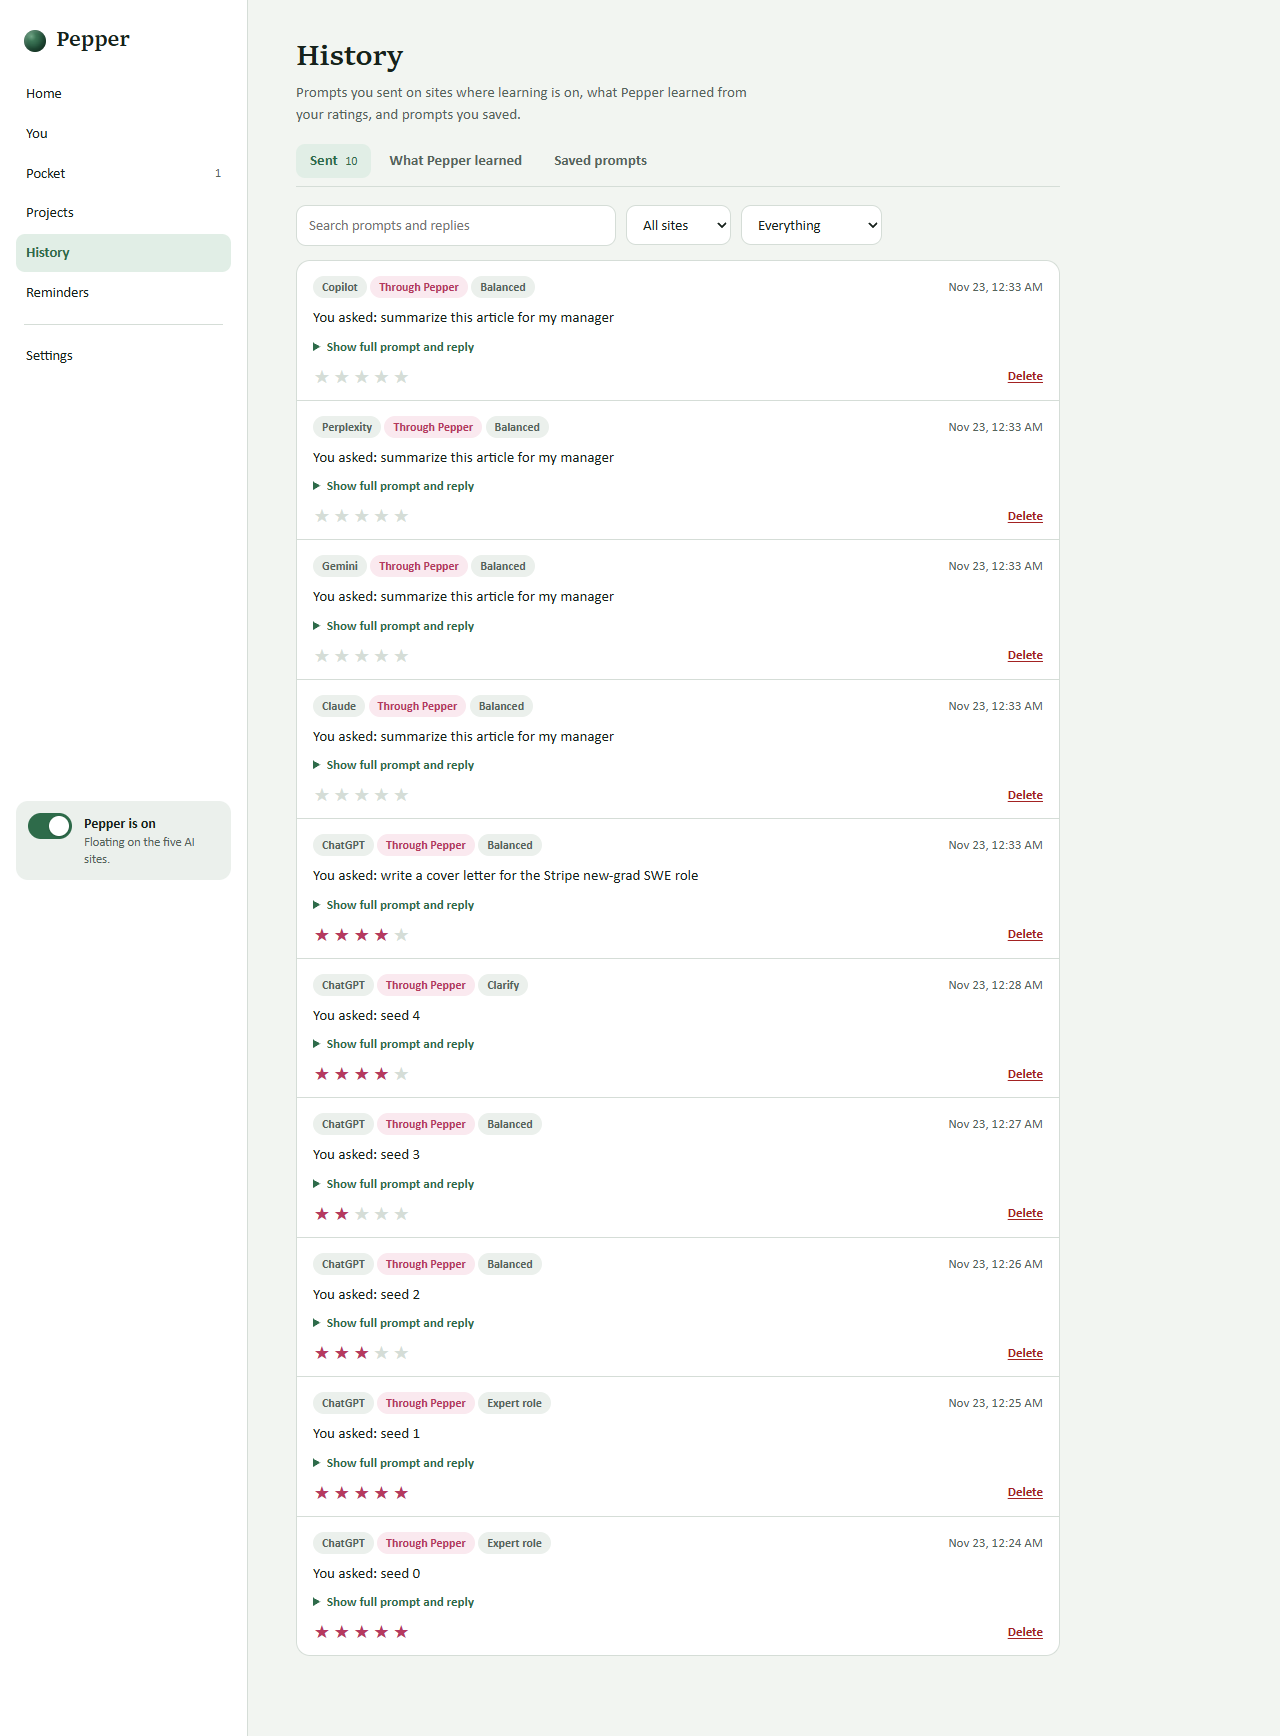 Pepper
Home
You
Pocket 1
Projects
History
Reminders
Settings
Pepper is on
Floating on the five AI
sites.
History
Prompts you sent on sites where learning is on, what Pepper learned from
your ratings, and prompts you saved.
Sent 10 What Pepper learned Saved prompts
Search prompts and replies All sites Everything
Copilot Through Pepper Balanced Nov 23, 12:33 AM
You asked: summarize this article for my manager
Show full prompt and reply
Delete
Perplexity Through Pepper Balanced Nov 23, 12:33 AM
You asked: summarize this article for my manager
Show full prompt and reply
Delete
Gemini Through Pepper Balanced Nov 23, 12:33 AM
You asked: summarize this article for my manager
Show full prompt and reply
Delete
Claude Through Pepper Balanced Nov 23, 12:33 AM
You asked: summarize this article for my manager
Show full prompt and reply
Delete
ChatGPT Through Pepper Balanced Nov 23, 12:33 AM
You asked: write a cover letter for the Stripe new-grad SWE role
Show full prompt and reply
Delete
ChatGPT Through Pepper Clarify Nov 23, 12:28 AM
You asked: seed 4
Show full prompt and reply
Delete
ChatGPT Through Pepper Balanced Nov 23, 12:27 AM
You asked: seed 3
Show full prompt and reply
Delete
ChatGPT Through Pepper Balanced Nov 23, 12:26 AM
You asked: seed 2
Show full prompt and reply
Delete
ChatGPT Through Pepper Expert role Nov 23, 12:25 AM
You asked: seed 1
Show full prompt and reply
Delete
ChatGPT Through Pepper Expert role Nov 23, 12:24 AM
You asked: seed 0
Show full prompt and reply
Delete